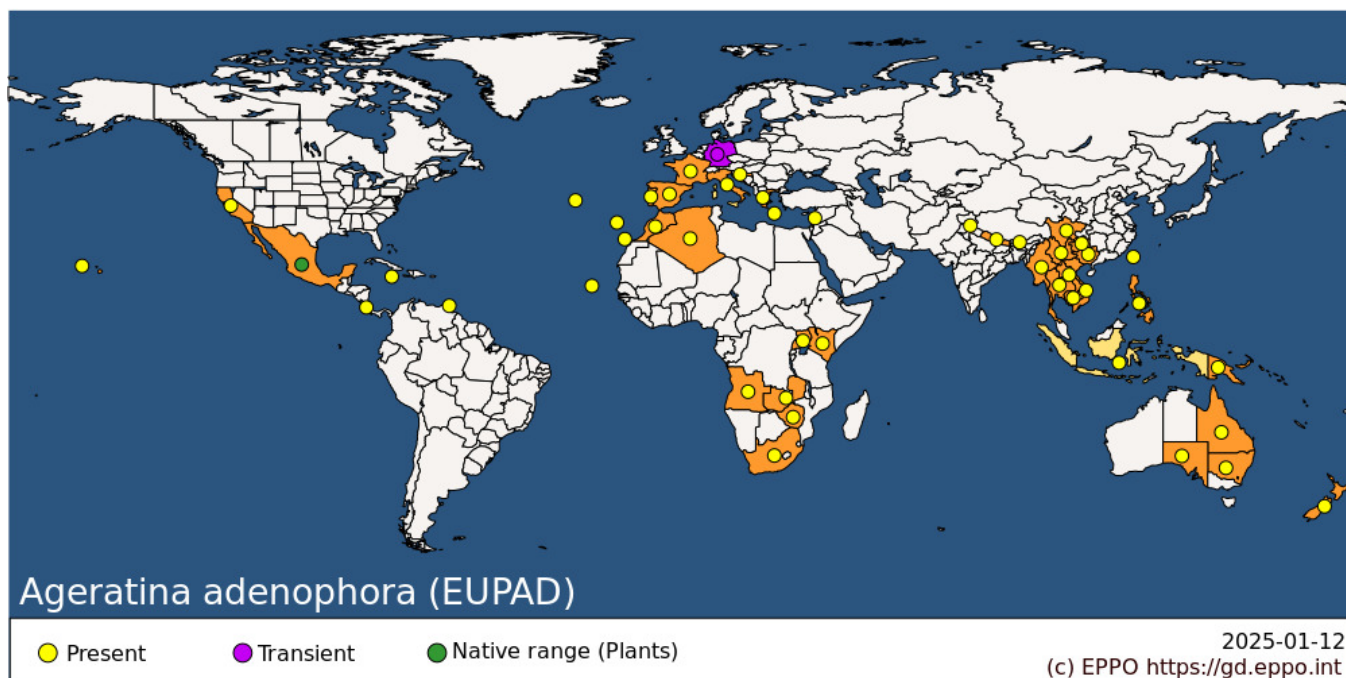 Ageratina adenophora (EUPAD)
Present
Transient
Native range (Plants)
2025-01-12
(c) EPPO https://gd.eppo.int